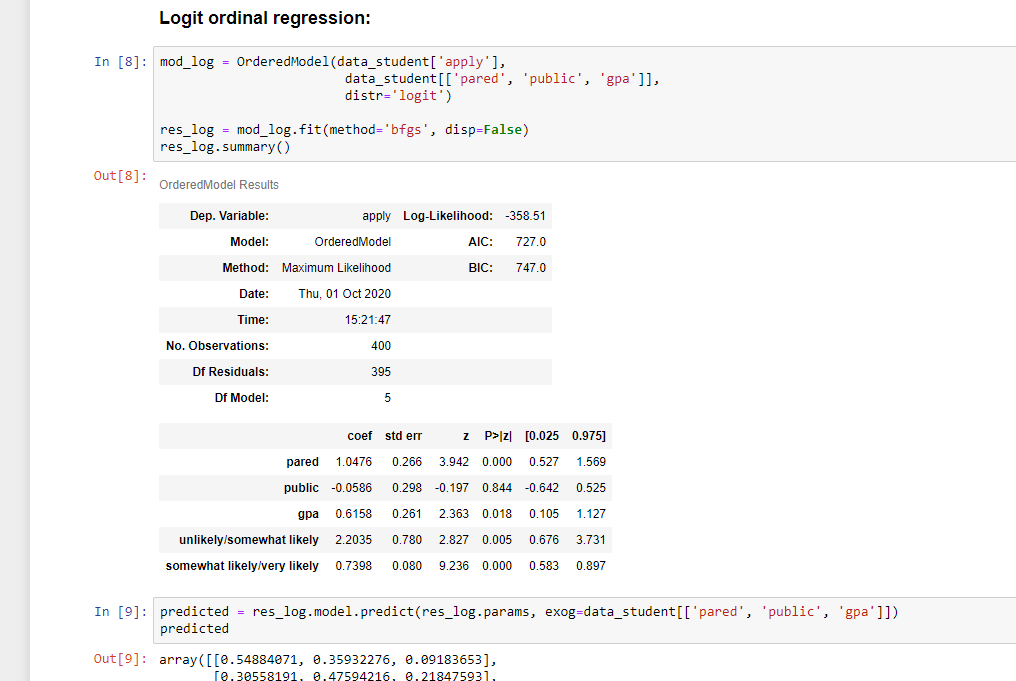 Logit ordinal regression:
In [8]: mod_log = OrderedModel(data_student['apply'],
data_student[['pared', 'public', 'gpa']],
distr='logit')
res_log = mod_log.fit(method='bfgs', disp=False)
res_log.summary()
Out[8]: OrderedModel Results
Dep. Variable: apply Log-Likelihood: -358.51
Model: OrderedModel AIC: 727.0
Method: Maximum Likelihood BIC: 747.0
Date: Thu, 01 Oct 2020
Time: 15:21:47
No. Observations: 400
Df Residuals: 395
Df Model: 5
coef std err z P>|z| [0.025 0.975]
pared 1.0476 0.266 3.942 0.000 0.527 1.569
public -0.0586 0.298 -0.197 0.844 -0.642 0.525
gpa 0.6158 0.261 2.363 0.018 0.105 1.127
unlikely/somewhat likely 2.2035 0.780 2.827 0.005 0.676 3.731
somewhat likely/very likely 0.7398 0.080 9.236 0.000 0.583 0.897
In [9]: predicted = res_log.model.predict(res_log.params, exog=data_student[['pared', 'public', 'gpa']])
predicted
Out[9]: array([[0.54884071, 0.35932276, 0.09183653],
[0.30558191, 0.47594216, 0.21847593],